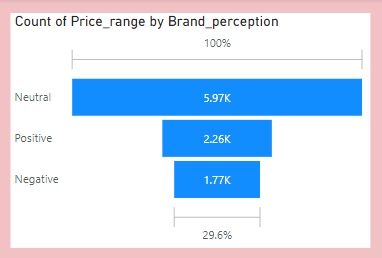 Count of Price_range by Brand_perception
100%
Neutral 5.97K
Positive 2.26K
Negative 1.77K
29.6%